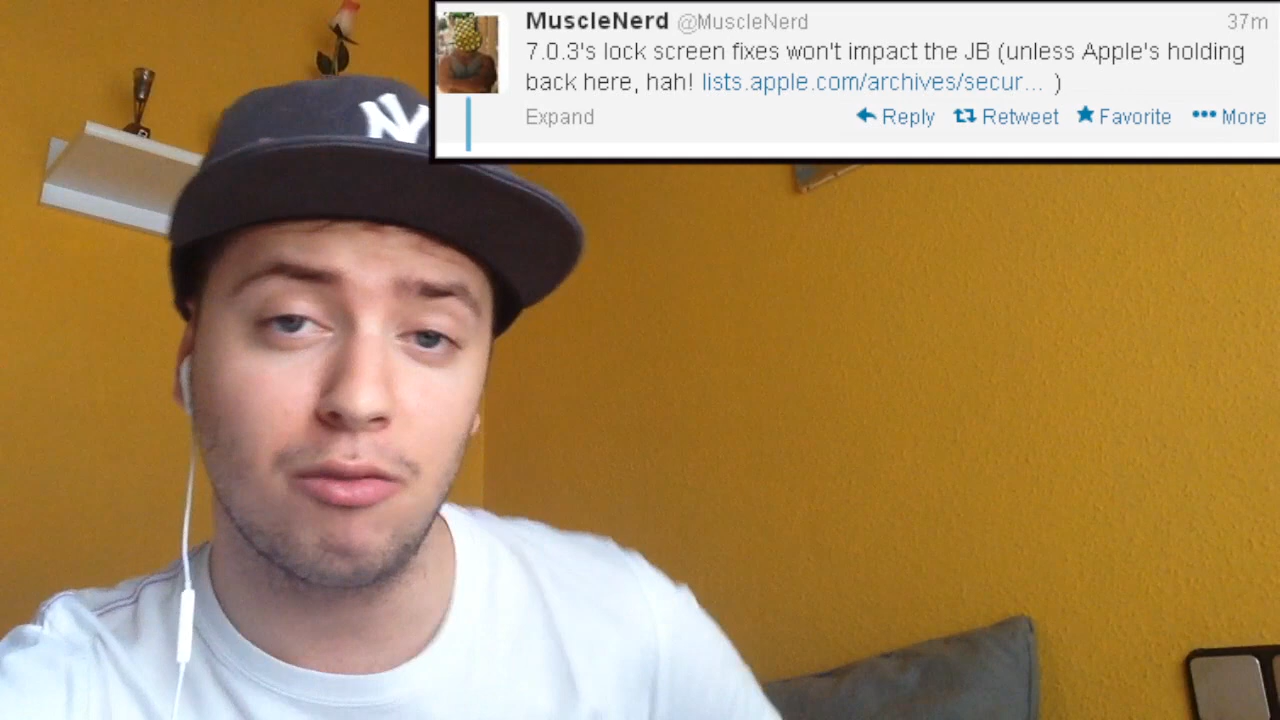 MuscleNerd @MuscleNerd 37m
7.0.3's lock screen fixes won't impact the JB (unless Apple's holding
back here, hah! lists.apple.com/archives/secur... )
Expand Reply Retweet Favorite More
NY